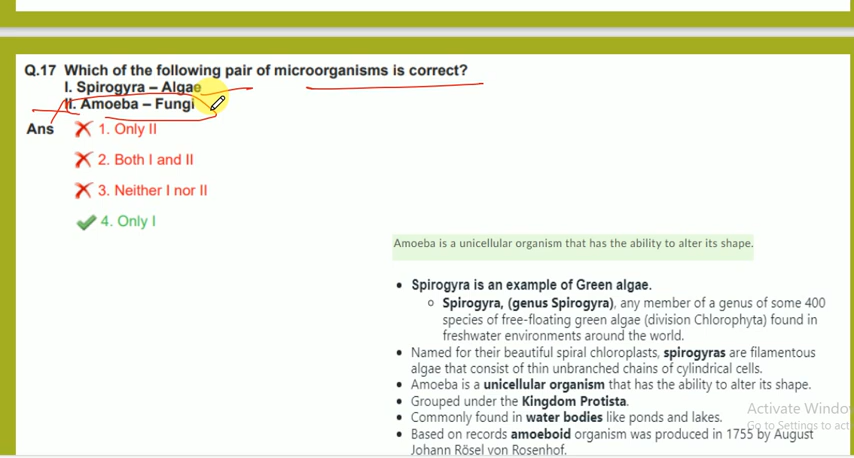 Q.17 Which of the following pair of microorganisms is correct?
I. Spirogyra – Algae
II. Amoeba – Fungi
Ans 1. Only II
2. Both I and II
3. Neither I nor II
4. Only I
Amoeba is a unicellular organism that has the ability to alter its shape.
• Spirogyra is an example of Green algae.
○ Spirogyra, (genus Spirogyra), any member of a genus of some 400
species of free-floating green algae (division Chlorophyta) found in
freshwater environments around the world.
• Named for their beautiful spiral chloroplasts, spirogyras are filamentous
algae that consist of thin unbranched chains of cylindrical cells.
• Amoeba is a unicellular organism that has the ability to alter its shape.
• Grouped under the Kingdom Protista.
• Commonly found in water bodies like ponds and lakes.
• Based on records amoeboid organism was produced in 1755 by August
Johann Rösel von Rosenhof.
Activate Windo
Go to Settings to act